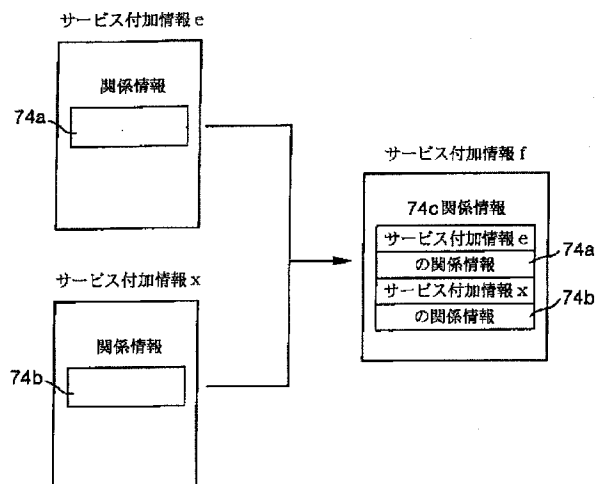 サービス付加情報 e
関係情報
74a
サービス付加情報 x
関係情報
74b
サービス付加情報 f
74c 関係情報
サービス付加情報 e
の関係情報
74a
サービス付加情報 x
の関係情報
74b